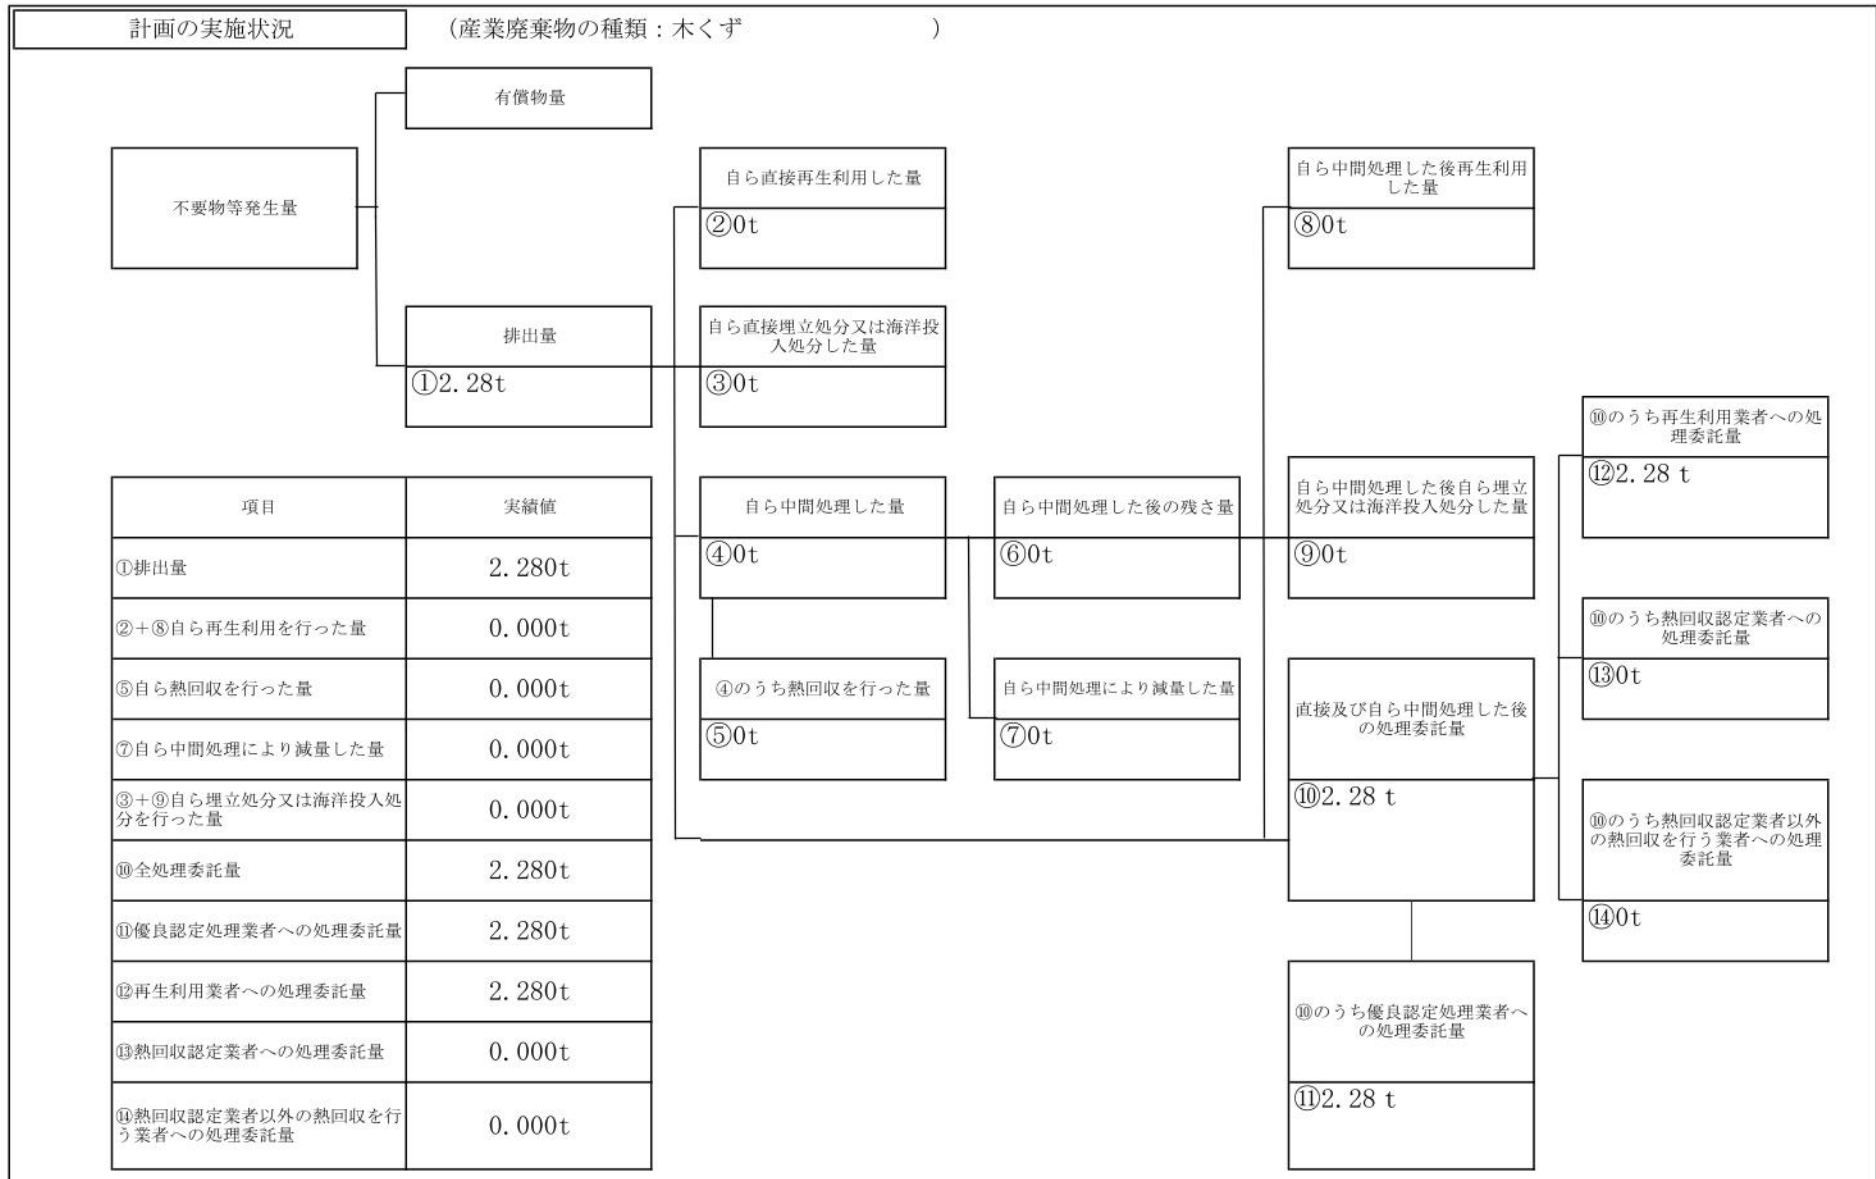 計画の実施状況
（産業廃棄物の種類：木くず　　　　　　　　）
有償物量
不要物等発生量
自ら直接再生利用した量
②0t
自ら中間処理した後再生利用
した量
⑧0t
排出量
①2.28t
自ら直接埋立処分又は海洋投
入処分した量
③0t
⑩のうち再生利用業者への処
理委託量
⑫2.28 t
自ら中間処理した量
④0t
自ら中間処理した後の残さ量
⑥0t
自ら中間処理した後自ら埋立
処分又は海洋投入処分した量
⑨0t
⑩のうち熱回収認定業者への
処理委託量
⑬0t
④のうち熱回収を行った量
⑤0t
自ら中間処理により減量した量
⑦0t
直接及び自ら中間処理した後
の処理委託量
⑩2.28 t
⑩のうち熱回収認定業者以外
の熱回収を行う業者への処理
委託量
⑭0t
⑩のうち優良認定処理業者へ
の処理委託量
⑪2.28 t
項目 実績値
①排出量 2.280t
②＋⑧自ら再生利用を行った量 0.000t
⑤自ら熱回収を行った量 0.000t
⑦自ら中間処理により減量した量 0.000t
③＋⑨自ら埋立処分又は海洋投入処
分を行った量 0.000t
⑩全処理委託量 2.280t
⑪優良認定処理業者への処理委託量 2.280t
⑫再生利用業者への処理委託量 2.280t
⑬熱回収認定業者への処理委託量 0.000t
⑭熱回収認定業者以外の熱回収を行
う業者への処理委託量 0.000t